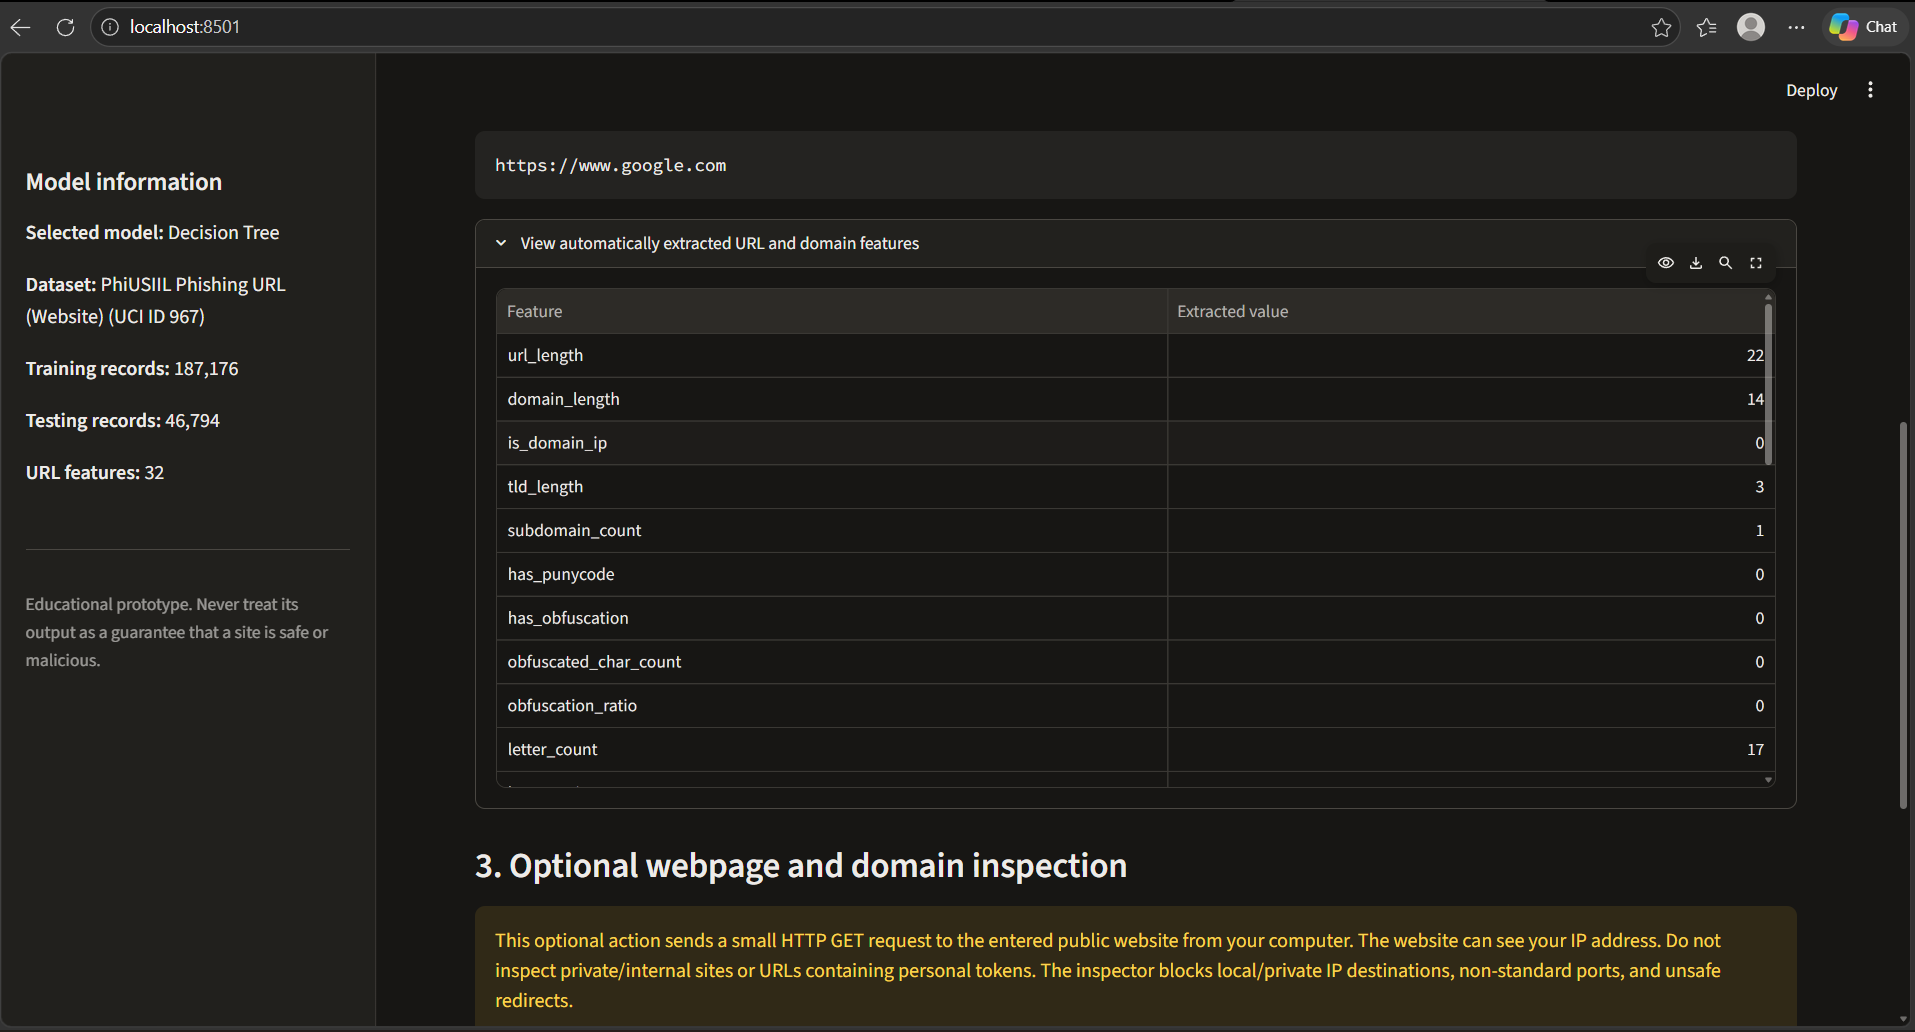 localhost:8501
Chat
Deploy
Model information
Selected model: Decision Tree
Dataset: PhiUSIIL Phishing URL
(Website) (UCI ID 967)
Training records: 187,176
Testing records: 46,794
URL features: 32
Educational prototype. Never treat its
output as a guarantee that a site is safe or
malicious.
https://www.google.com
View automatically extracted URL and domain features
Feature Extracted value
url_length 22
domain_length 14
is_domain_ip 0
tld_length 3
subdomain_count 1
has_punycode 0
has_obfuscation 0
obfuscated_char_count 0
obfuscation_ratio 0
letter_count 17
3. Optional webpage and domain inspection
This optional action sends a small HTTP GET request to the entered public website from your computer. The website can see your IP address. Do not
inspect private/internal sites or URLs containing personal tokens. The inspector blocks local/private IP destinations, non-standard ports, and unsafe
redirects.